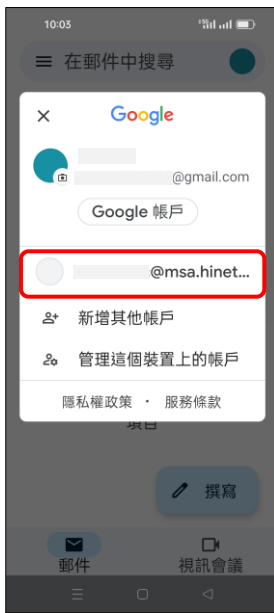 10:03
在郵件中搜尋
Google
@gmail.com
Google 帳戶
@msa.hinet...
新增其他帳戶
管理這個裝置上的帳戶
隱私權政策 · 服務條款
項目
撰寫
郵件
視訊會議